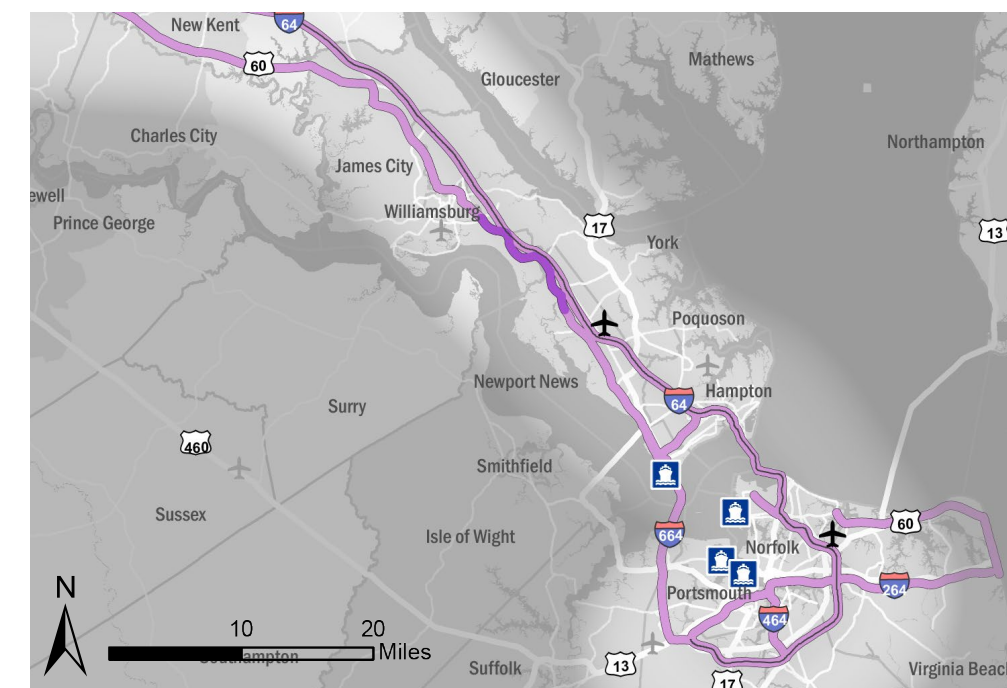 New Kent
64
60
Gloucester
Mathews
Charles City
Northampton
James City
ewell
Williamsburg
Prince George
17
13
York
Poquoson
Newport News
Hampton
64
Surry
460
Smithfield
Sussex
Isle of Wight
664
60
Norfolk
N
Portsmouth
264
464
10
20
Miles
Southampton
Suffolk
13
17
Virginia Beac